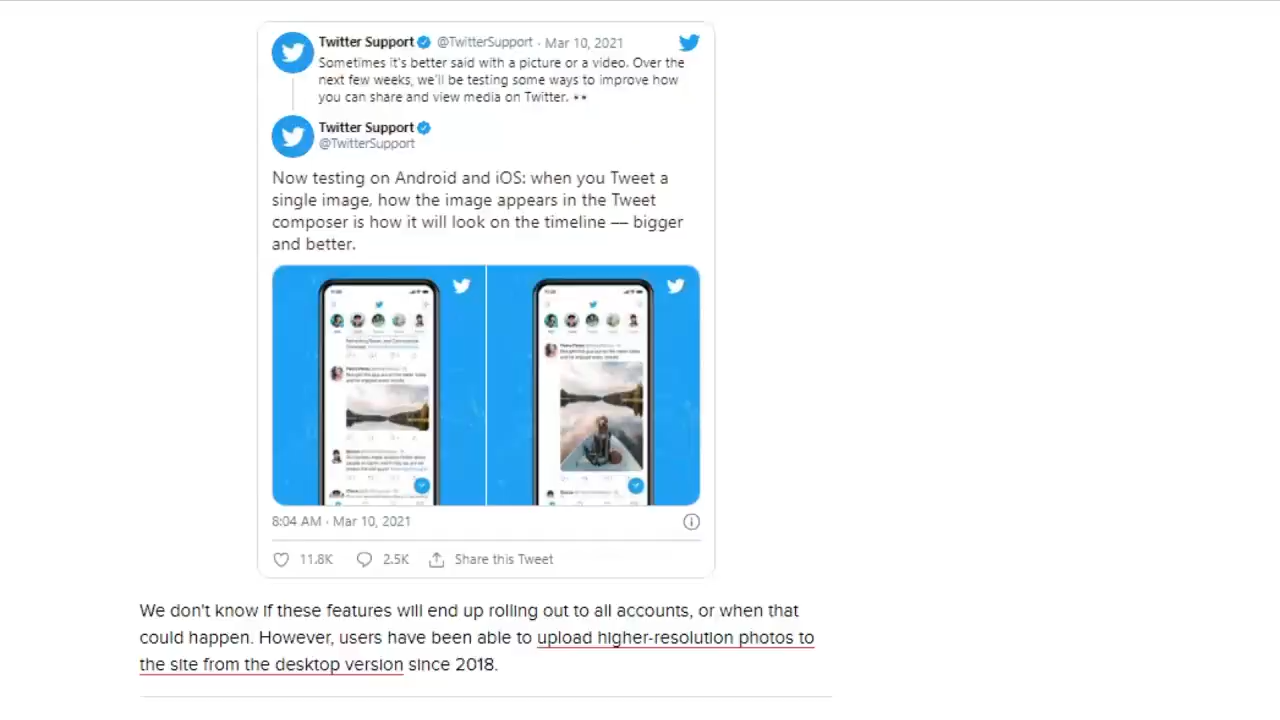 Twitter Support @TwitterSupport · Mar 10, 2021
Sometimes it's better said with a picture or a video. Over the
next few weeks, we'll be testing some ways to improve how
you can share and view media on Twitter. 👀
Twitter Support
@TwitterSupport
Now testing on Android and iOS: when you Tweet a
single image, how the image appears in the Tweet
composer is how it will look on the timeline –– bigger
and better.
8:04 AM · Mar 10, 2021
11.8K 2.5K Share this Tweet
We don't know if these features will end up rolling out to all accounts, or when that
could happen. However, users have been able to upload higher-resolution photos to
the site from the desktop version since 2018.